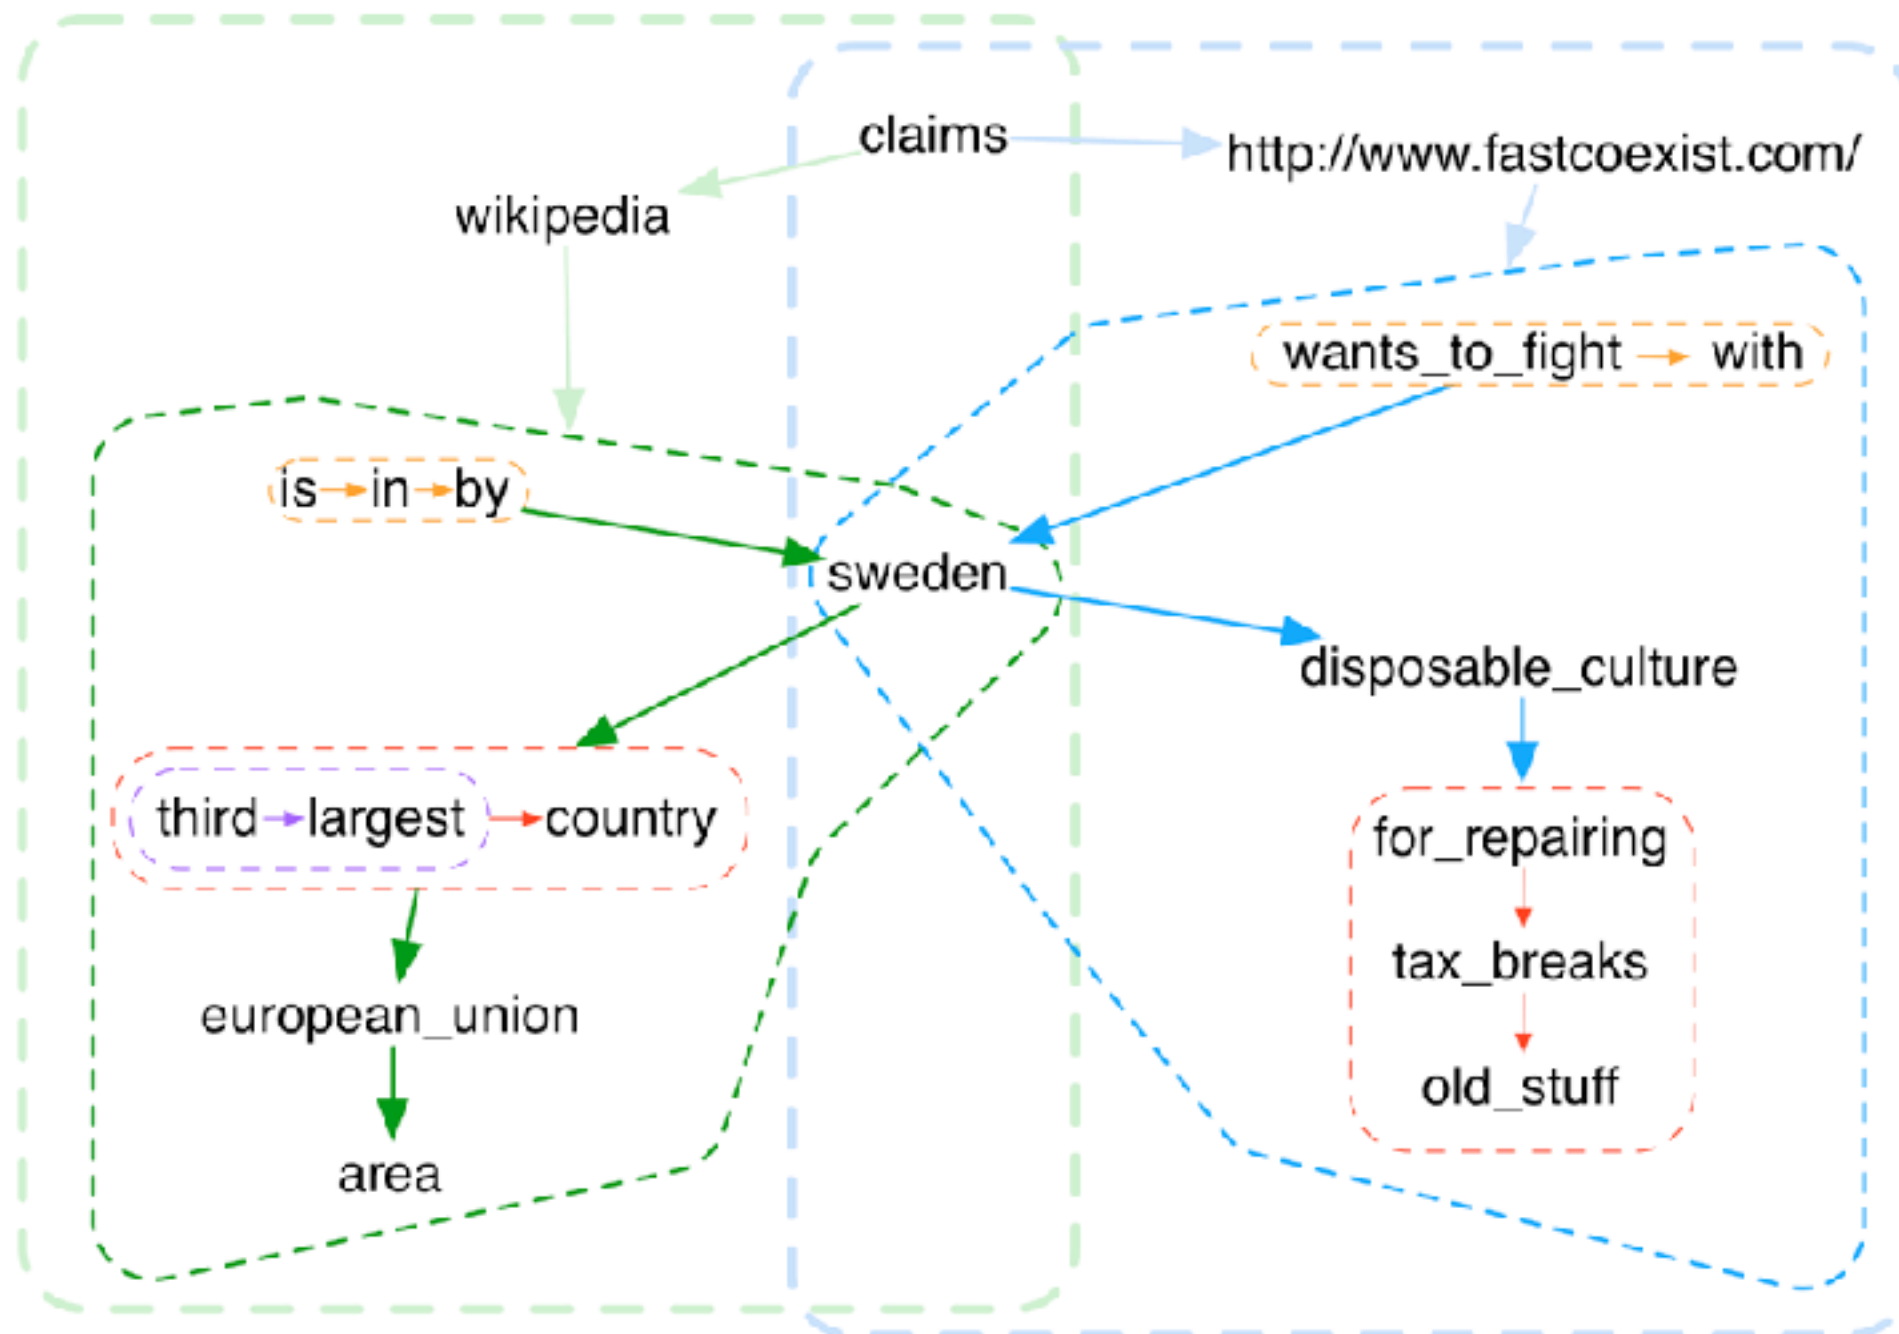 claims
http://www.fastcoexist.com/
wikipedia
wants_to_fight with
is in by
sweden
disposable_culture
third largest country
for_repairing
tax_breaks
european_union
old_stuff
area